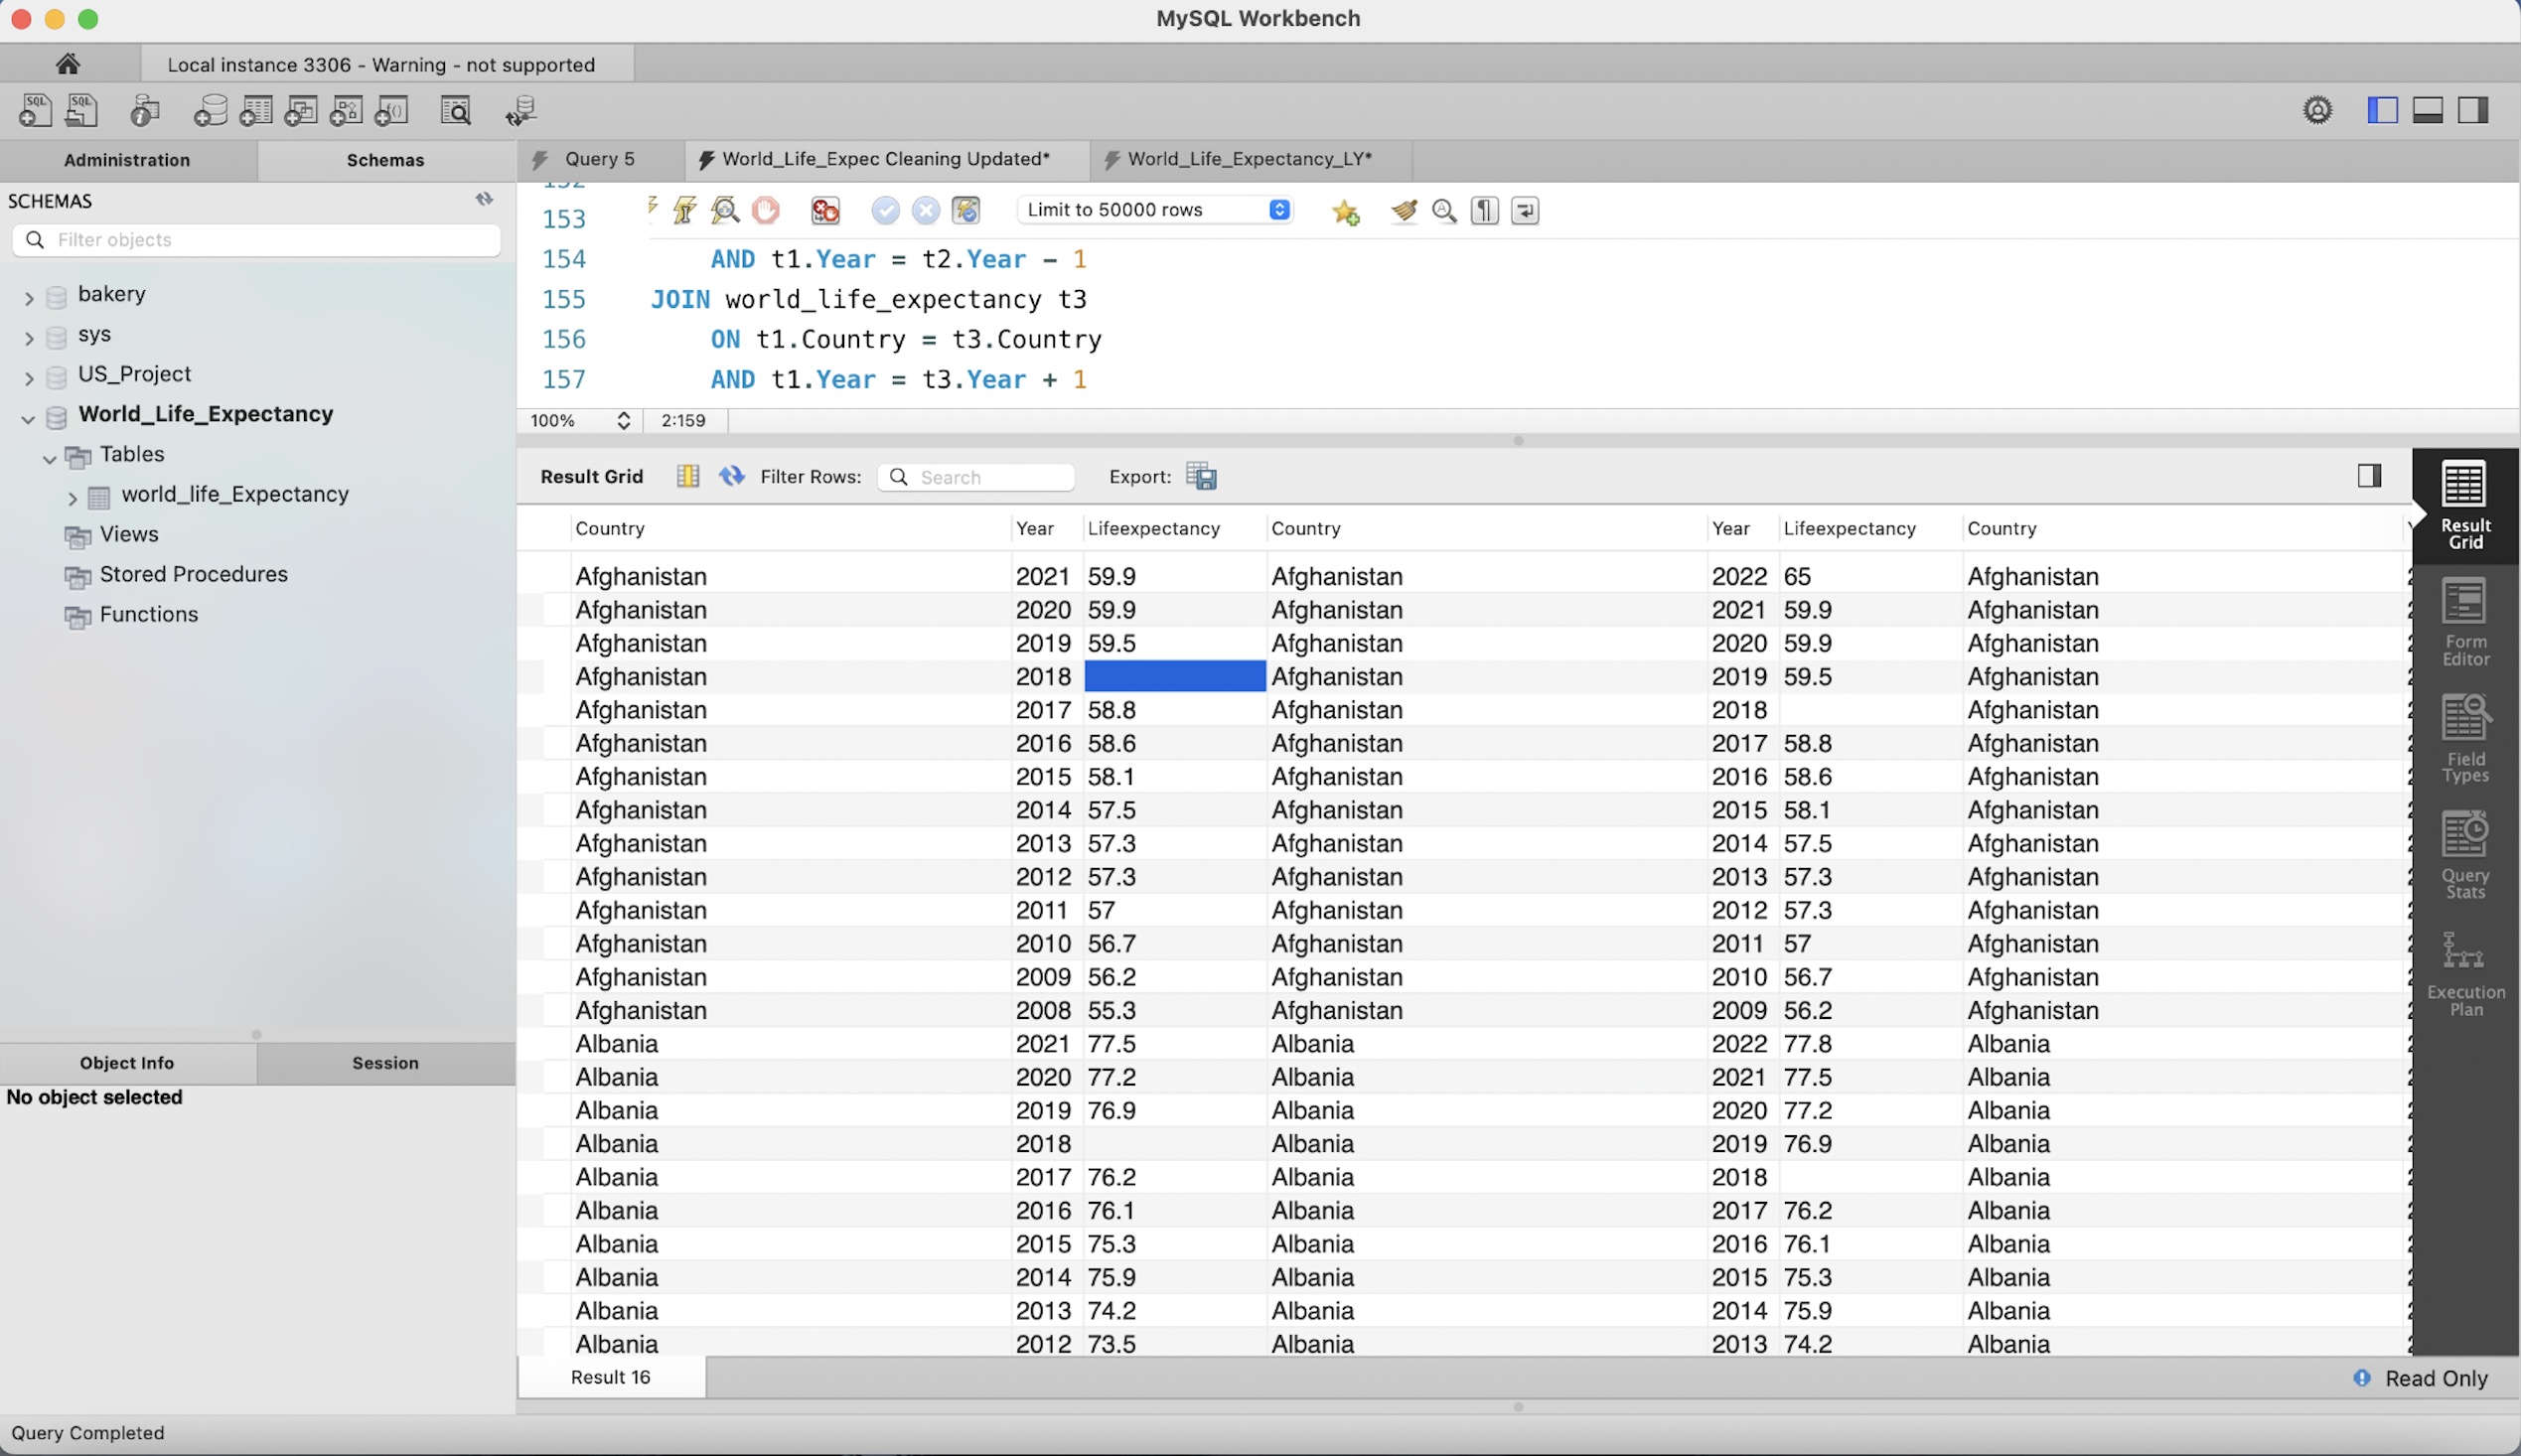 MySQL Workbench
Local instance 3306 - Warning - not supported
SQL SQL
Administration Schemas Query 5 World_Life_Expec Cleaning Updated* World_Life_Expectancy_LY*
SCHEMAS
Filter objects
bakery
sys
US_Project
World_Life_Expectancy
Tables
world_life_Expectancy
Views
Stored Procedures
Functions
Object Info Session
No object selected
153 Limit to 50000 rows
154 AND t1.Year = t2.Year - 1
155 JOIN world_life_expectancy t3
156 ON t1.Country = t3.Country
157 AND t1.Year = t3.Year + 1
100% 2:159
Result Grid Filter Rows: Search Export:
Country Year Lifeexpectancy Country Year Lifeexpectancy Country
Afghanistan 2021 59.9 Afghanistan 2022 65 Afghanistan
Afghanistan 2020 59.9 Afghanistan 2021 59.9 Afghanistan
Afghanistan 2019 59.5 Afghanistan 2020 59.9 Afghanistan
Afghanistan 2018 Afghanistan 2019 59.5 Afghanistan
Afghanistan 2017 58.8 Afghanistan 2018 Afghanistan
Afghanistan 2016 58.6 Afghanistan 2017 58.8 Afghanistan
Afghanistan 2015 58.1 Afghanistan 2016 58.6 Afghanistan
Afghanistan 2014 57.5 Afghanistan 2015 58.1 Afghanistan
Afghanistan 2013 57.3 Afghanistan 2014 57.5 Afghanistan
Afghanistan 2012 57.3 Afghanistan 2013 57.3 Afghanistan
Afghanistan 2011 57 Afghanistan 2012 57.3 Afghanistan
Afghanistan 2010 56.7 Afghanistan 2011 57 Afghanistan
Afghanistan 2009 56.2 Afghanistan 2010 56.7 Afghanistan
Afghanistan 2008 55.3 Afghanistan 2009 56.2 Afghanistan
Albania 2021 77.5 Albania 2022 77.8 Albania
Albania 2020 77.2 Albania 2021 77.5 Albania
Albania 2019 76.9 Albania 2020 77.2 Albania
Albania 2018 Albania 2019 76.9 Albania
Albania 2017 76.2 Albania 2018 Albania
Albania 2016 76.1 Albania 2017 76.2 Albania
Albania 2015 75.3 Albania 2016 76.1 Albania
Albania 2014 75.9 Albania 2015 75.3 Albania
Albania 2013 74.2 Albania 2014 75.9 Albania
Albania 2012 73.5 Albania 2013 74.2 Albania
Result
Grid
Form
Editor
Field
Types
Query
Stats
Execution
Plan
Result 16 Read Only
Query Completed